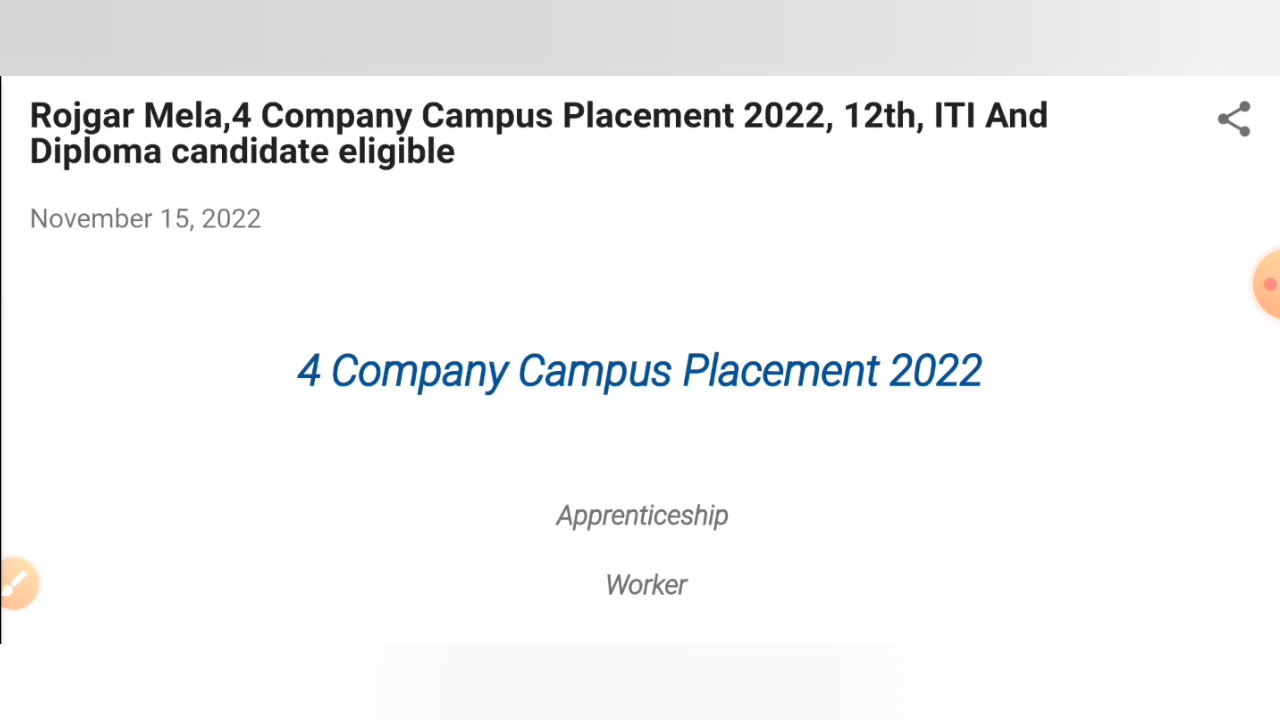 Rojgar Mela,4 Company Campus Placement 2022, 12th, ITI And
Diploma candidate eligible
November 15, 2022
4 Company Campus Placement 2022
Apprenticeship
Worker